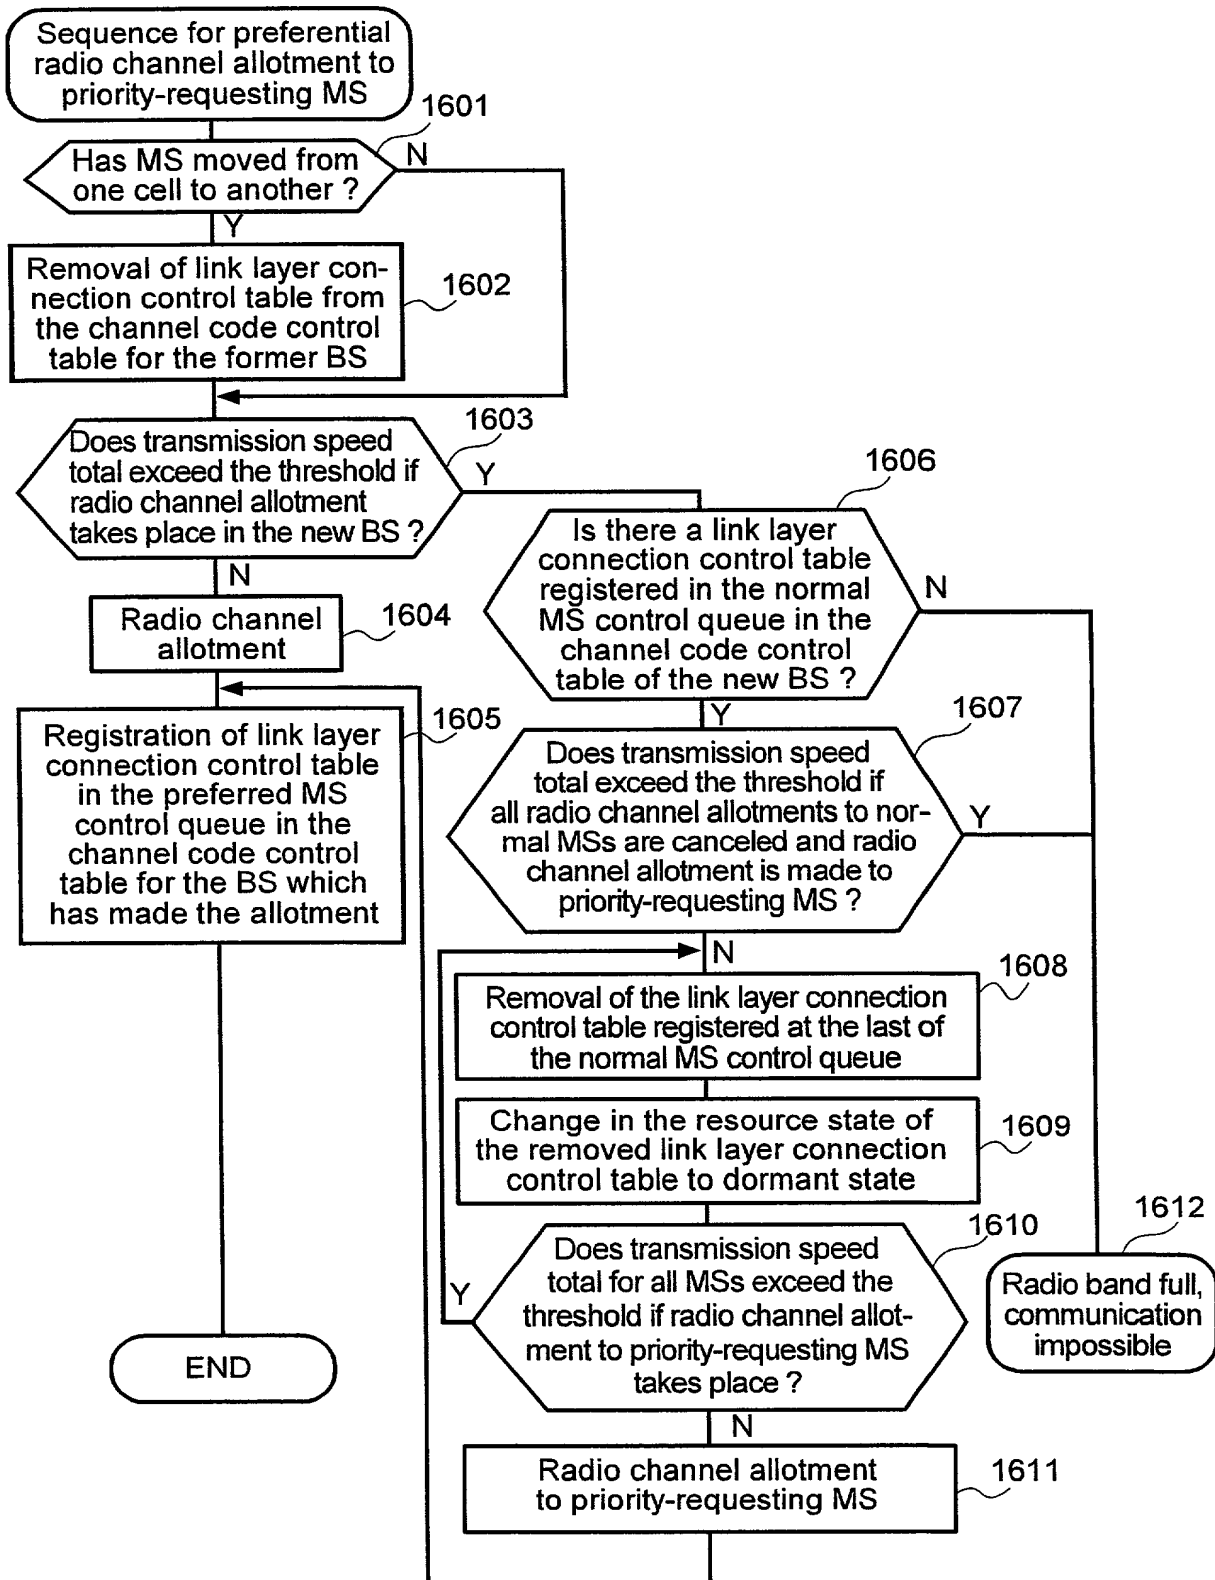 Sequence for preferential
radio channel allotment to
priority-requesting MS
1601
Has MS moved from
one cell to another ?
N
Y
Removal of link layer con-
nection control table from
the channel code control
table for the former BS
1602
1603
Does transmission speed
total exceed the threshold if
radio channel allotment
takes place in the new BS ?
Y
N
Radio channel
allotment
1604
1605
Registration of link layer
connection control table
in the preferred MS
control queue in the
channel code control
table for the BS which
has made the allotment
END
1606
Is there a link layer
connection control table
registered in the normal
MS control queue in the
channel code control
table of the new BS ?
N
Y
1607
Does transmission speed
total exceed the threshold if
all radio channel allotments to nor-
mal MSs are canceled and radio
channel allotment is made to
priority-requesting MS ?
Y
N
1608
Removal of the link layer connection
control table registered at the last of
the normal MS control queue
Change in the resource state of
the removed link layer connection
control table to dormant state
1609
1610
Does transmission speed
total for all MSs exceed the
threshold if radio channel allot-
ment to priority-requesting MS
takes place ?
Y
N
1612
Radio band full,
communication
impossible
Radio channel allotment
to priority-requesting MS
1611